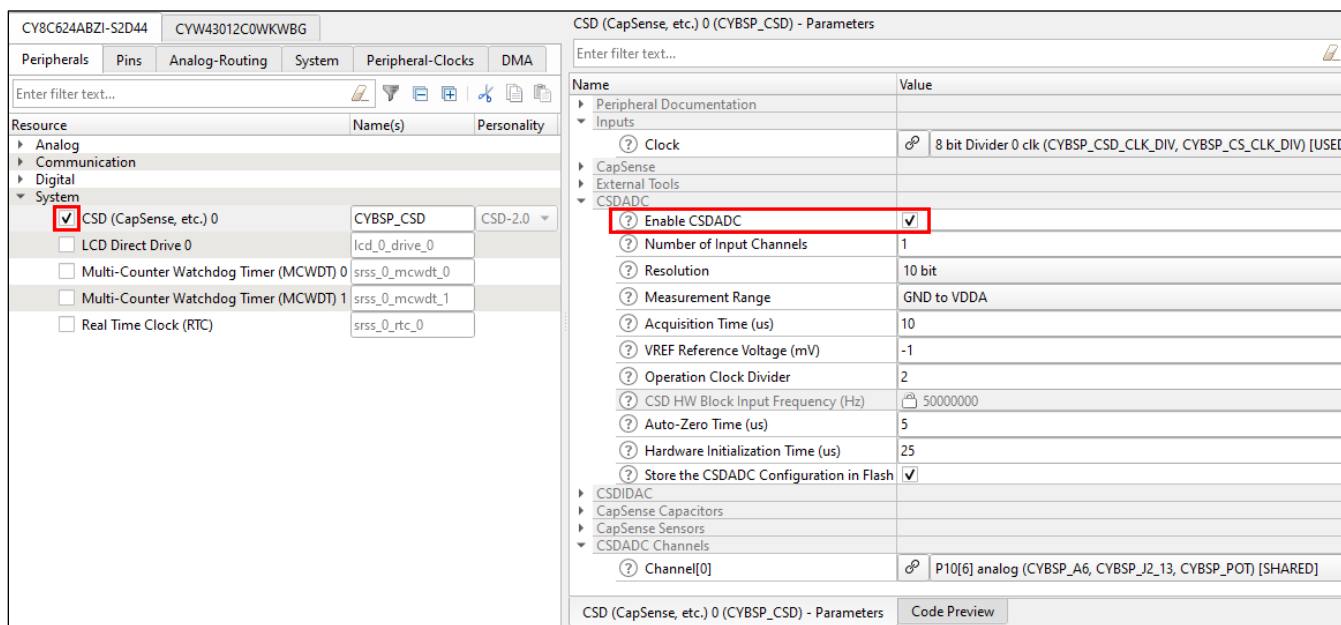 CY8C624ABZI-S2D44 CYW43012C0WKWBG
Peripherals Pins Analog-Routing System Peripheral-Clocks DMA
Enter filter text...
Resource Name(s) Personality
Analog
Communication
Digital
System
CSD (CapSense, etc.) 0 CYBSP_CSD CSD-2.0
LCD Direct Drive 0 lcd_0_drive_0
Multi-Counter Watchdog Timer (MCWDT) 0 srss_0_mcwdt_0
Multi-Counter Watchdog Timer (MCWDT) 1 srss_0_mcwdt_1
Real Time Clock (RTC) srss_0_rtc_0
CSD (CapSense, etc.) 0 (CYBSP_CSD) - Parameters
Enter filter text...
Name Value
Peripheral Documentation
Inputs
Clock 8 bit Divider 0 clk (CYBSP_CSD_CLK_DIV, CYBSP_CS_CLK_DIV) [USED
CapSense
External Tools
CSDADC
Enable CSDADC
Number of Input Channels 1
Resolution 10 bit
Measurement Range GND to VDDA
Acquisition Time (us) 10
VREF Reference Voltage (mV) -1
Operation Clock Divider 2
CSD HW Block Input Frequency (Hz) 50000000
Auto-Zero Time (us) 5
Hardware Initialization Time (us) 25
Store the CSDADC Configuration in Flash
CSDIDAC
CapSense Capacitors
CapSense Sensors
CSDADC Channels
Channel[0] P10[6] analog (CYBSP_A6, CYBSP_J2_13, CYBSP_POT) [SHARED]
CSD (CapSense, etc.) 0 (CYBSP_CSD) - Parameters Code Preview